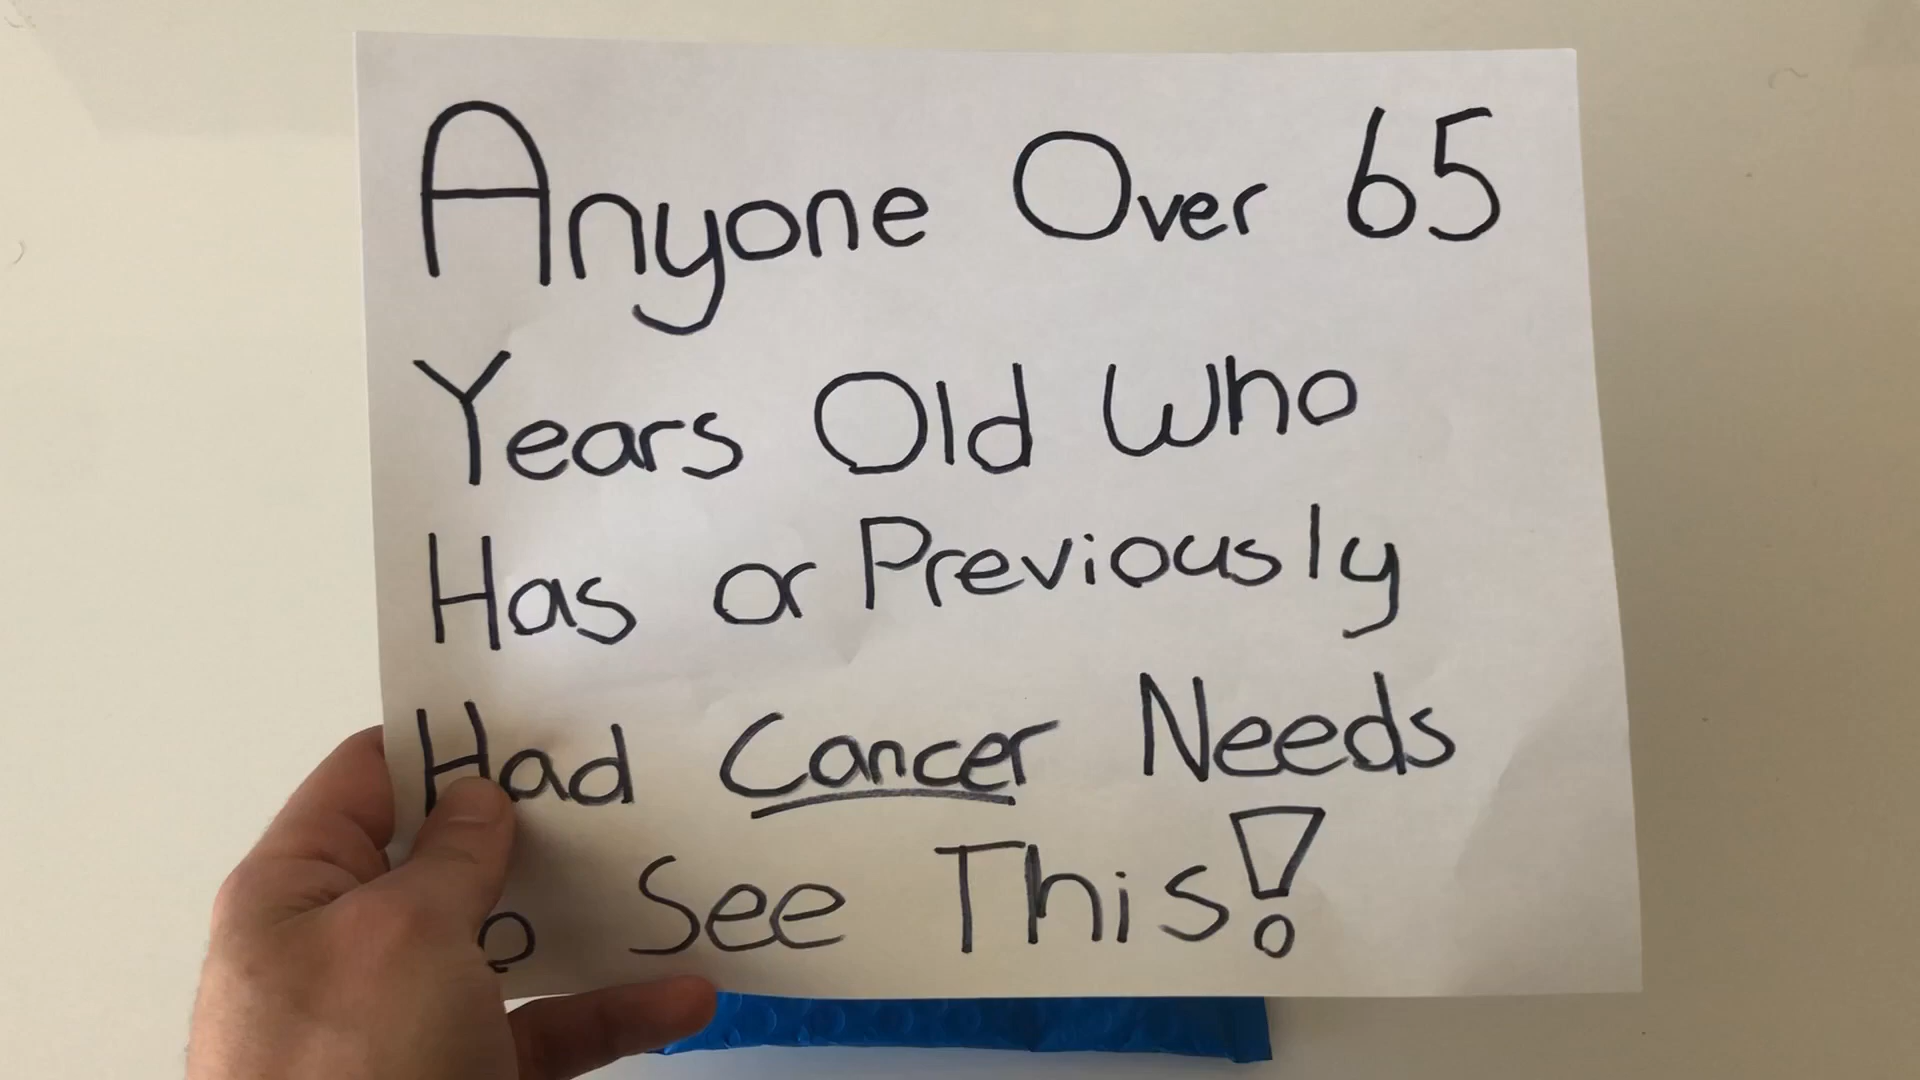 Anyone Over 65
Years Old Who
Has or Previously
Had Cancer Needs
See This!